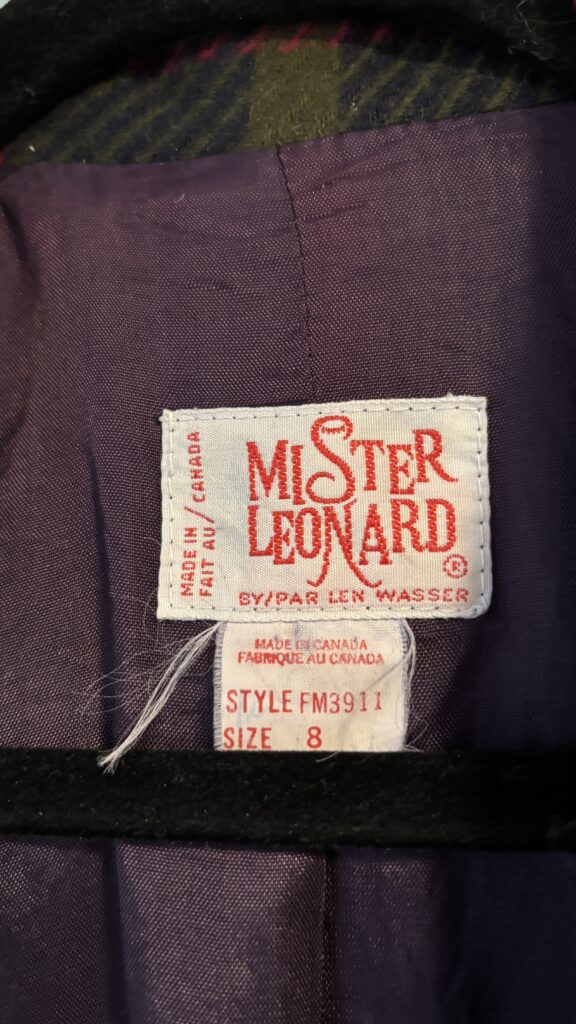 MADE IN / CANADA
FAIT AU
MISTER
LEONARD
®
BY/PAR LEN WASSER
MADE IN CANADA
FABRIQUE AU CANADA
STYLE FM3911
SIZE 8